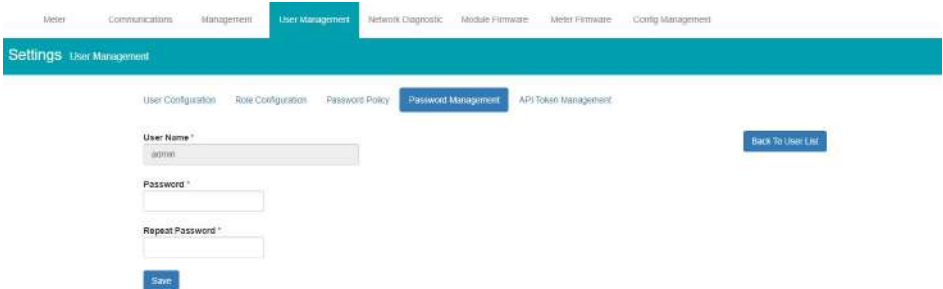 Meter Communications Management User Management Network Diagnostic Module Firmware Meter Firmware Config Management
Settings User Management
User Configuration Role Configuration Password Policy Password Management API Token Management
User Name *
admin
Back To User List
Password *
Repeat Password *
Save